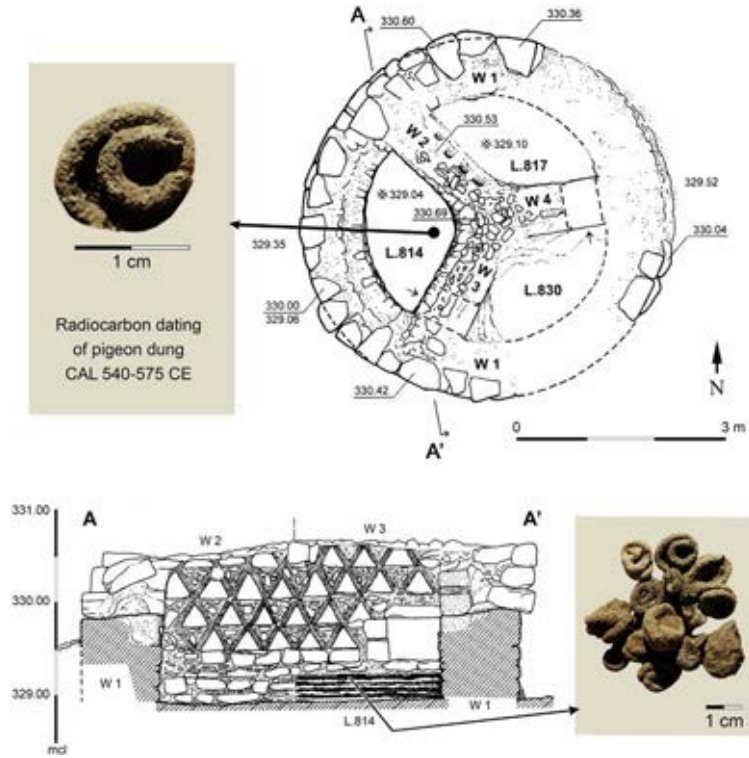 A
330.60
330.36
W 1
330.53
W 2
329.10
L.817
329.04
330.69
W 4
329.52
330.04
1 cm
329.35
L.814
W 3
L.830
Radiocarbon dating
of pigeon dung
CAL 540-575 CE
330.00
329.06
W 1
330.42
N
A'
0
3 m
331.00
A
W 2
W 3
A'
330.00
329.00
W 1
W 1
L.814
1 cm